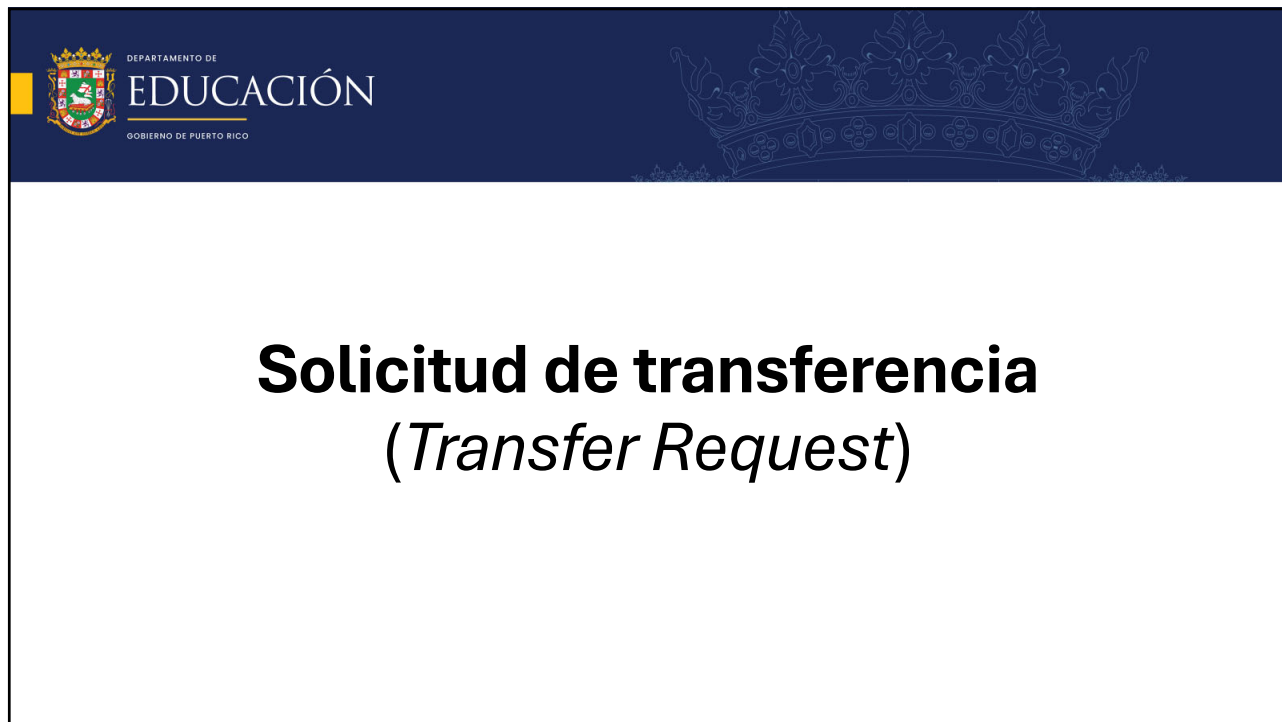 DEPARTAMENTO DE
EDUCACIÓN
GOBIERNO DE PUERTO RICO
Solicitud de transferencia
(Transfer Request)